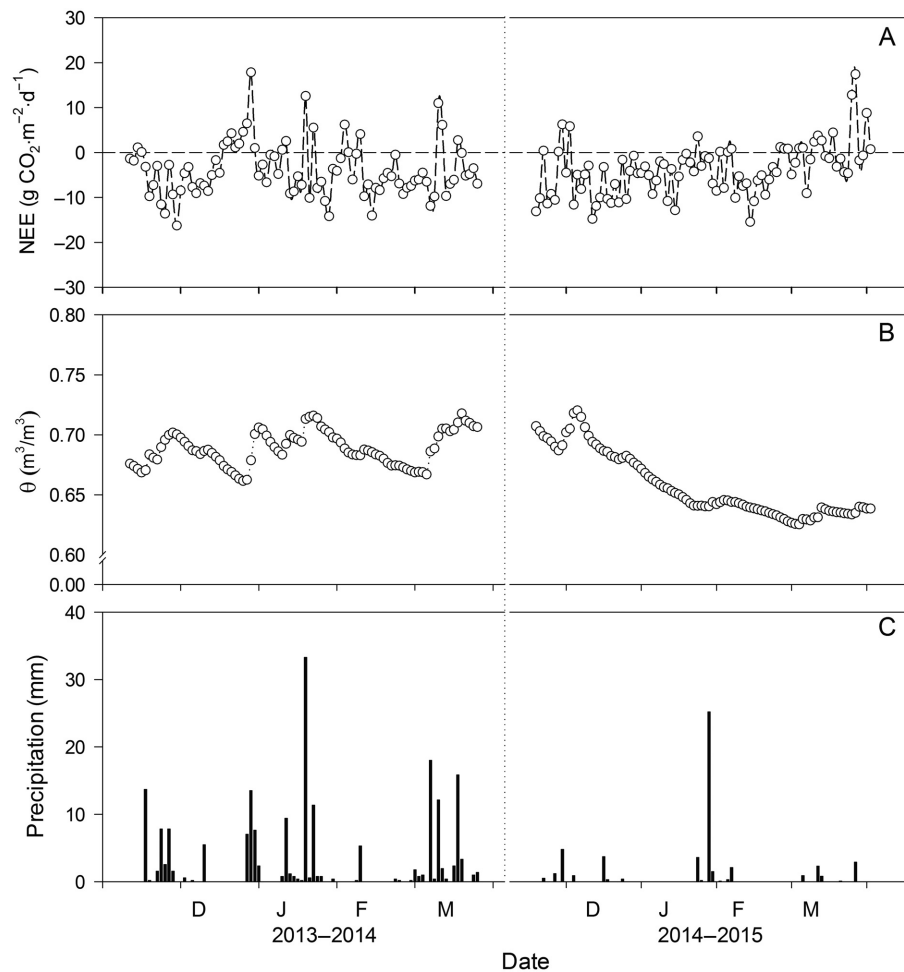 A
NEE (g CO₂·m⁻²·d⁻¹)
30
20
10
0
–10
–20
–30
B
θ (m³/m³)
0.80
0.75
0.70
0.65
0.60
0.00
C
Precipitation (mm)
40
30
20
10
0
D J F M D J F M
2013–2014 2014–2015
Date